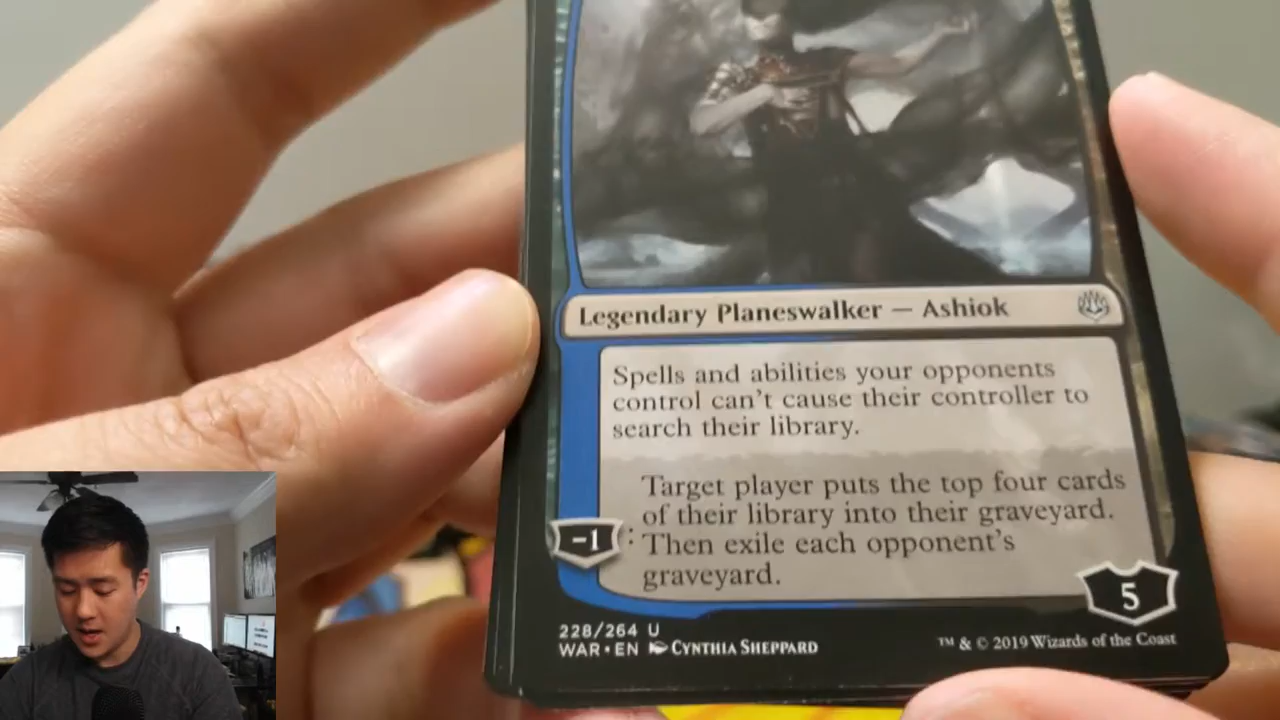 Legendary Planeswalker — Ashiok
Spells and abilities your opponents
control can't cause their controller to
search their library.
-1: Target player puts the top four cards
of their library into their graveyard.
Then exile each opponent's
graveyard.
5
228/264 U
WAR • EN CYNTHIA SHEPPARD
™ & © 2019 Wizards of the Coast